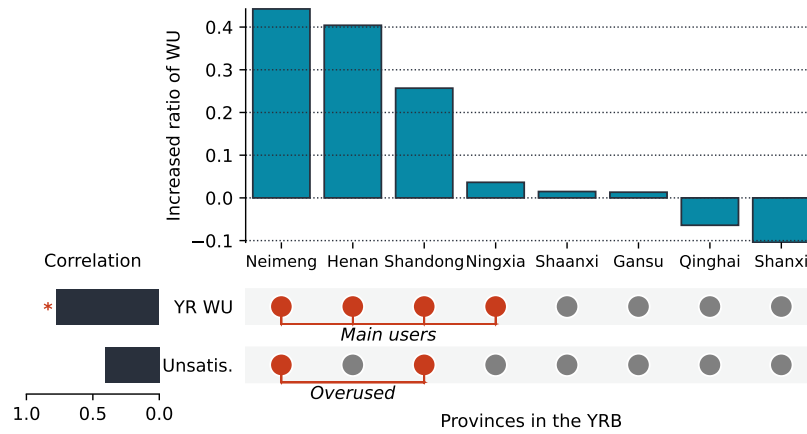 Increased ratio of WU
0.4
0.3
0.2
0.1
0.0
−0.1
Neimeng Henan Shandong Ningxia Shaanxi Gansu Qinghai Shanxi
Correlation
* YR WU
Main users
Unsatis.
Overused
1.0 0.5 0.0
Provinces in the YRB